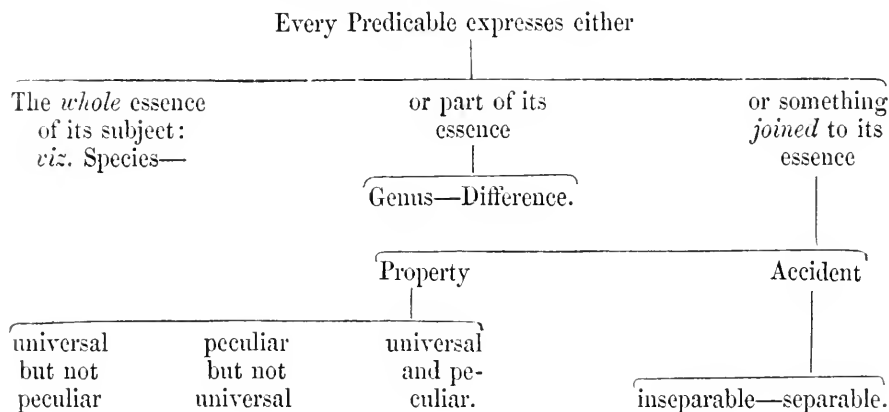 Every Predicable expresses either
The whole essence
of its subject:
viz. Species—
or part of its
essence
or something
joined to its
essence
Genus—Difference.
Property
Accident
universal
but not
peculiar
peculiar
but not
universal
universal
and pe-
culiar.
inseparable—separable.